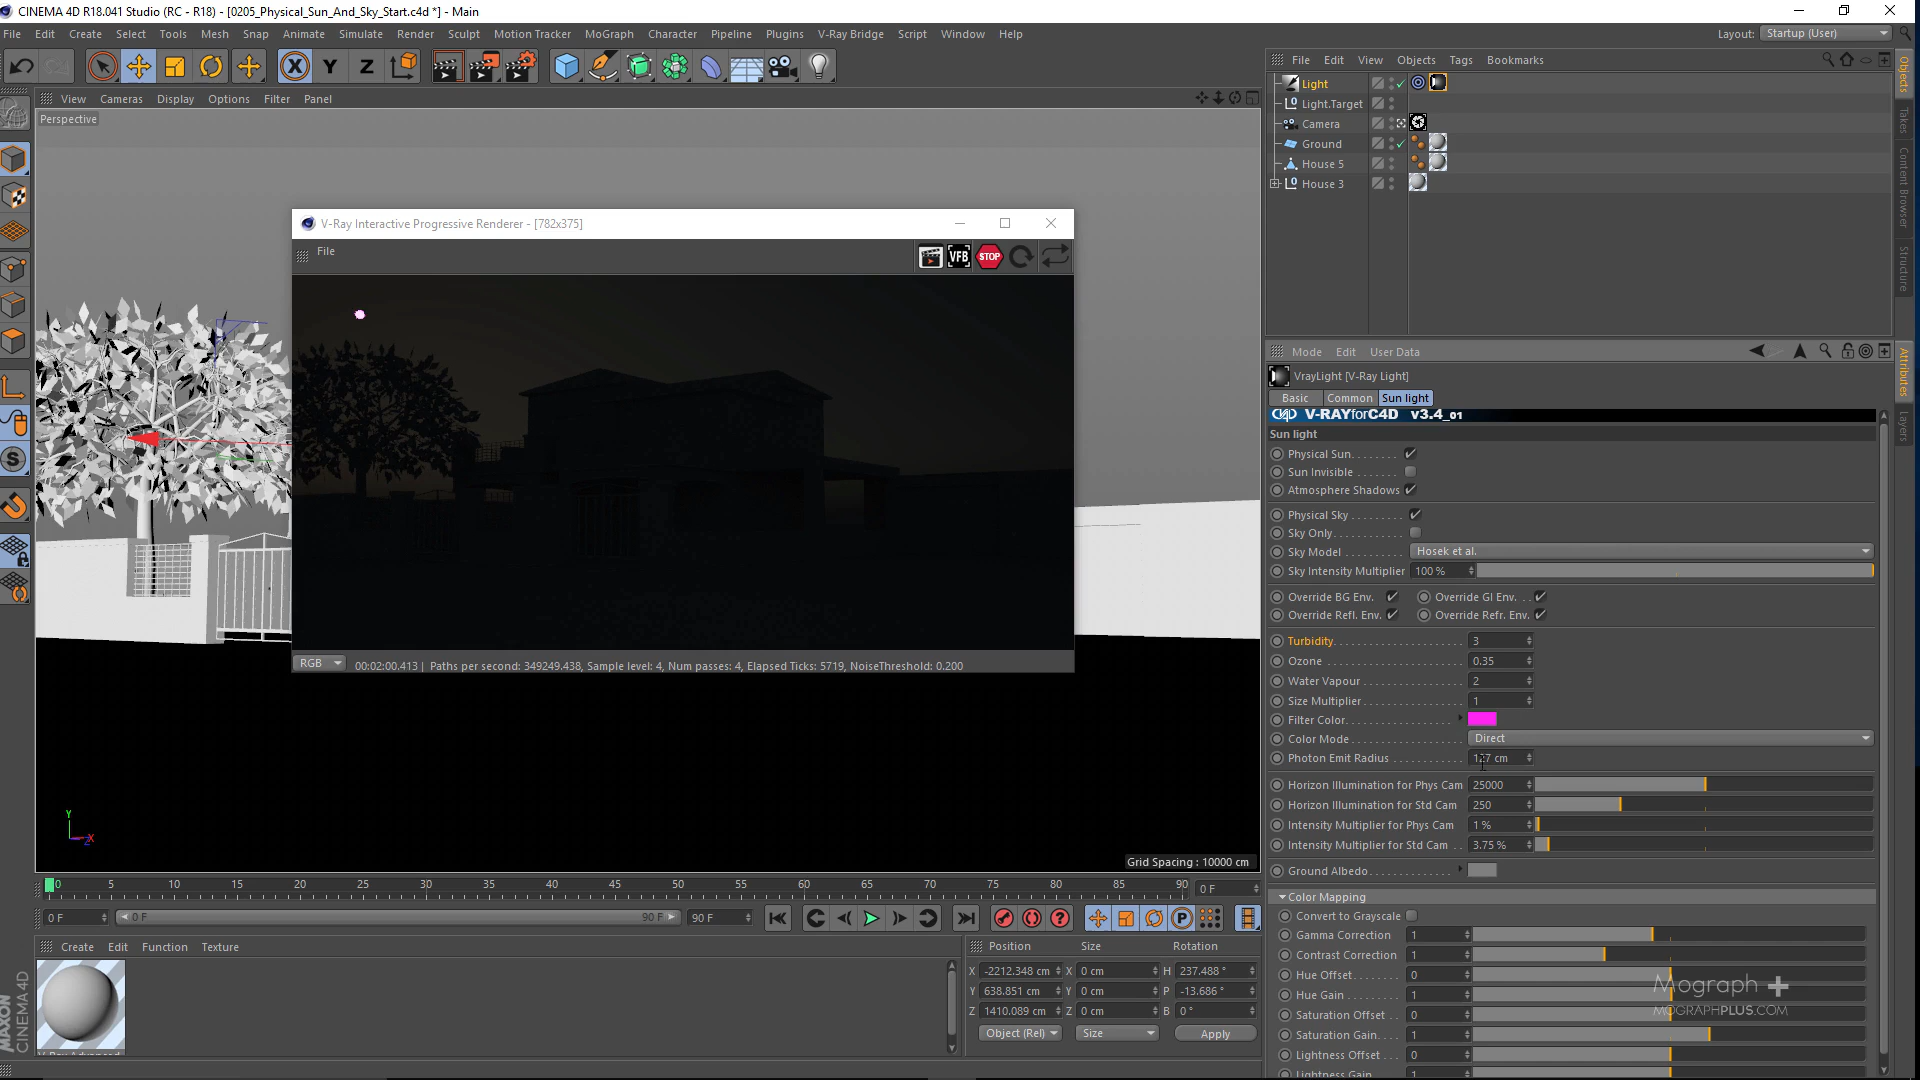 CINEMA 4D R18.041 Studio (RC - R18) - [0205_Physical_Sun_And_Sky_Start.c4d *] - Main
File Edit Create Select Tools Mesh Snap Animate Simulate Render Sculpt Motion Tracker MoGraph Character Pipeline Plugins V-Ray Bridge Script Window Help Layout: Startup (User)
X Y Z
File Edit View Objects Tags Bookmarks
View Cameras Display Options Filter Panel
Perspective
Light
Light.Target
Camera
Ground
House 5
House 3
Objects
Takes
Content Browser
Structure
V-Ray Interactive Progressive Renderer - [782x375]
File
VFB STOP
RGB 00:02:00.413 | Paths per second: 349249.438, Sample level: 4, Num passes: 4, Elapsed Ticks: 5719, NoiseThreshold: 0.200
Y
X
Z
Grid Spacing : 10000 cm
Mode Edit User Data
Attributes
Layers
VrayLight [V-Ray Light]
Basic Common Sun light
V-RAYforC4D v3.4_01
Sun light
Physical Sun
Sun Invisible
Atmosphere Shadows
Physical Sky
Sky Only
Sky Model Hosek et al.
Sky Intensity Multiplier 100 %
Override BG Env. Override GI Env.
Override Refl. Env. Override Refr. Env.
Turbidity 3
Ozone 0.35
Water Vapour 2
Size Multiplier 1
Filter Color
Color Mode Direct
Photon Emit Radius 127 cm
Horizon Illumination for Phys Cam 25000
Horizon Illumination for Std Cam 250
Intensity Multiplier for Phys Cam 1 %
Intensity Multiplier for Std Cam 3.75 %
Ground Albedo
Color Mapping
Convert to Grayscale
Gamma Correction 1
Contrast Correction 1
Hue Offset 0
Hue Gain 1
Saturation Offset 0
Saturation Gain 1
Lightness Offset 0
Lightness Gain 1
0 5 10 15 20 25 30 35 40 45 50 55 60 65 70 75 80 85 90 0 F
0 F 0 F 90 F 90 F
Create Edit Function Texture
V-Ray Advanced
Position Size Rotation
X -2212.348 cm X 0 cm H 237.488 °
Y 638.851 cm Y 0 cm P -13.686 °
Z 1410.089 cm Z 0 cm B 0 °
Object (Rel) Size Apply
MAXON
CINEMA 4D
Mograph +
MOGRAPHPLUS.COM